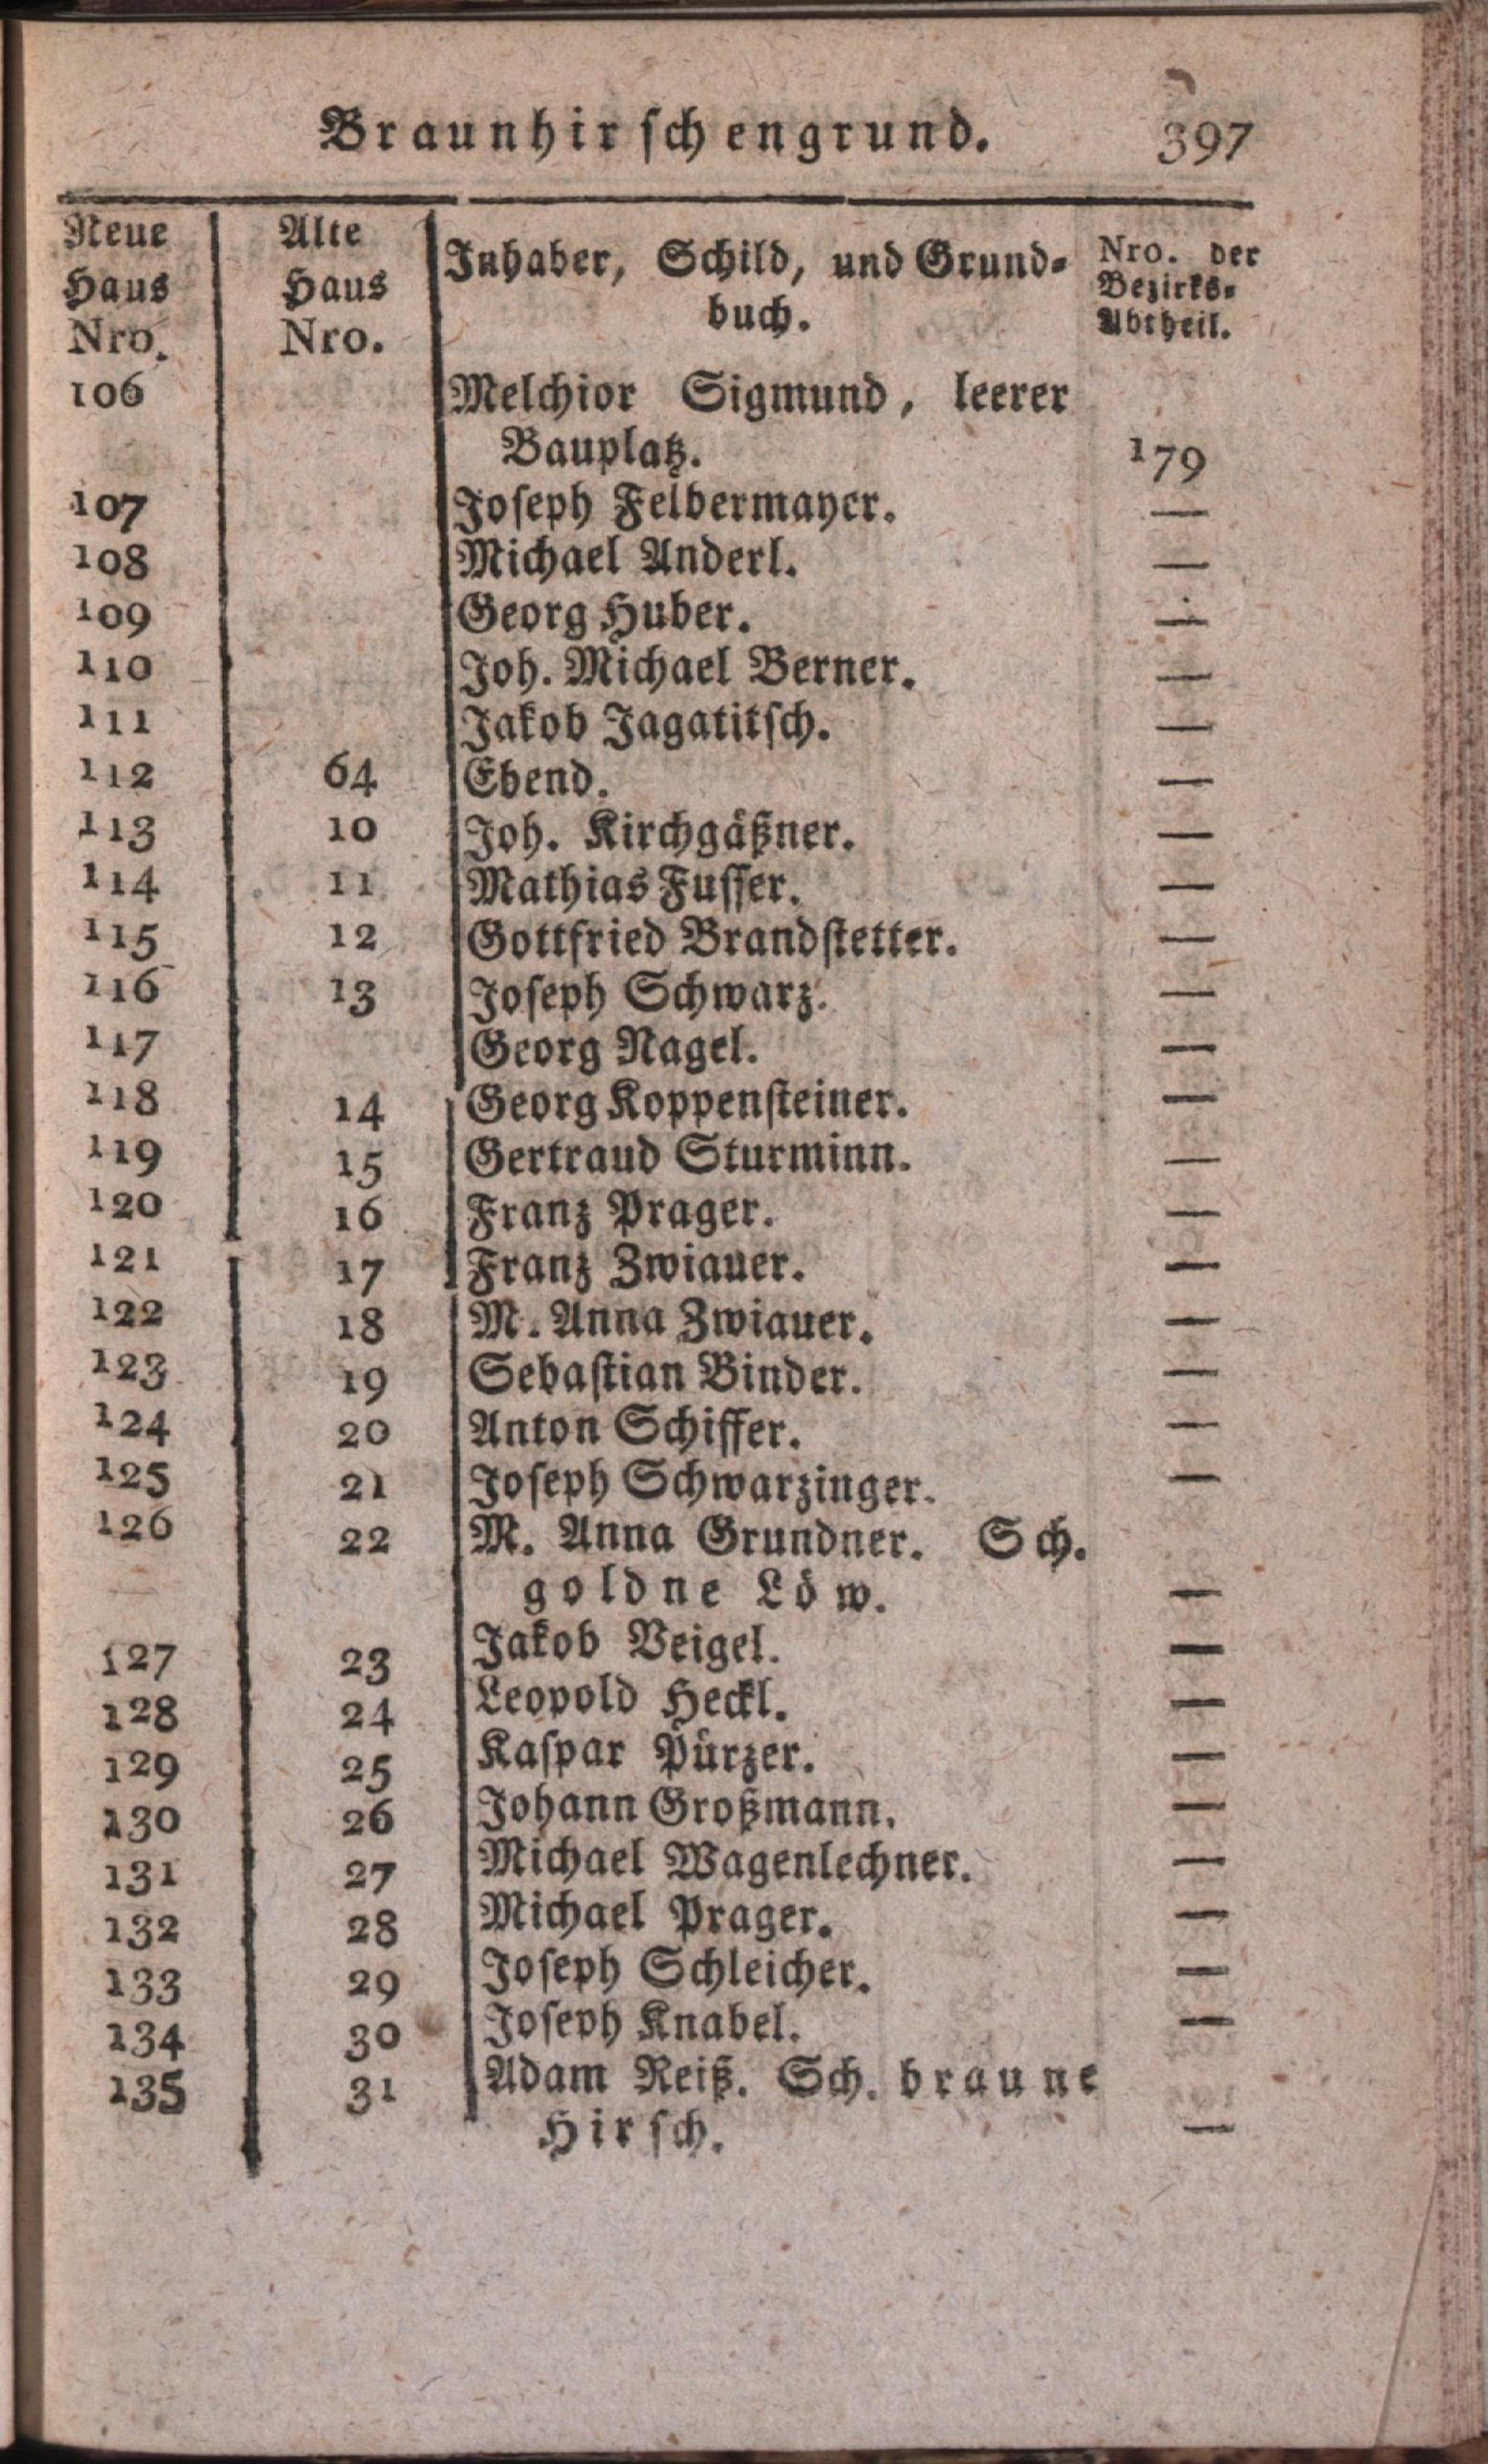 Braunhirschengrund. 397
Neue Haus Nro. | Alte Haus Nro. | Inhaber, Schild, und Grund= buch. | Nro. der Bezirks= Abtheil.
106 Melchior Sigmund, leerer
Bauplatz. 179
107 Joseph Felbermayer. —
108 Michael Anderl. —
109 Georg Huber. —
110 Joh. Michael Berner. —
111 Jakob Jagatitsch. —
112 64 Ebend. —
113 10 Joh. Kirchgäßner. —
114 11 Mathias Fusser. —
115 12 Gottfried Brandstetter. —
116 13 Joseph Schwarz. —
117 Georg Nagel. —
118 14 Georg Koppensteiner. —
119 15 Gertraud Sturminn. —
120 16 Franz Prager. —
121 17 Franz Zwiauer. —
122 18 M. Anna Zwiauer. —
123 19 Sebastian Binder. —
124 20 Anton Schiffer. —
125 21 Joseph Schwarzinger. —
126 22 M. Anna Grundner. Sch.
goldne Löw. —
127 23 Jakob Veigel. —
128 24 Leopold Heckl. —
129 25 Kaspar Pürzer. —
130 26 Johann Großmann. —
131 27 Michael Wagenlechner. —
132 28 Michael Prager. —
133 29 Joseph Schleicher. —
134 30 Joseph Knabel. —
135 31 Adam Reiß. Sch. braune
Hirsch. —